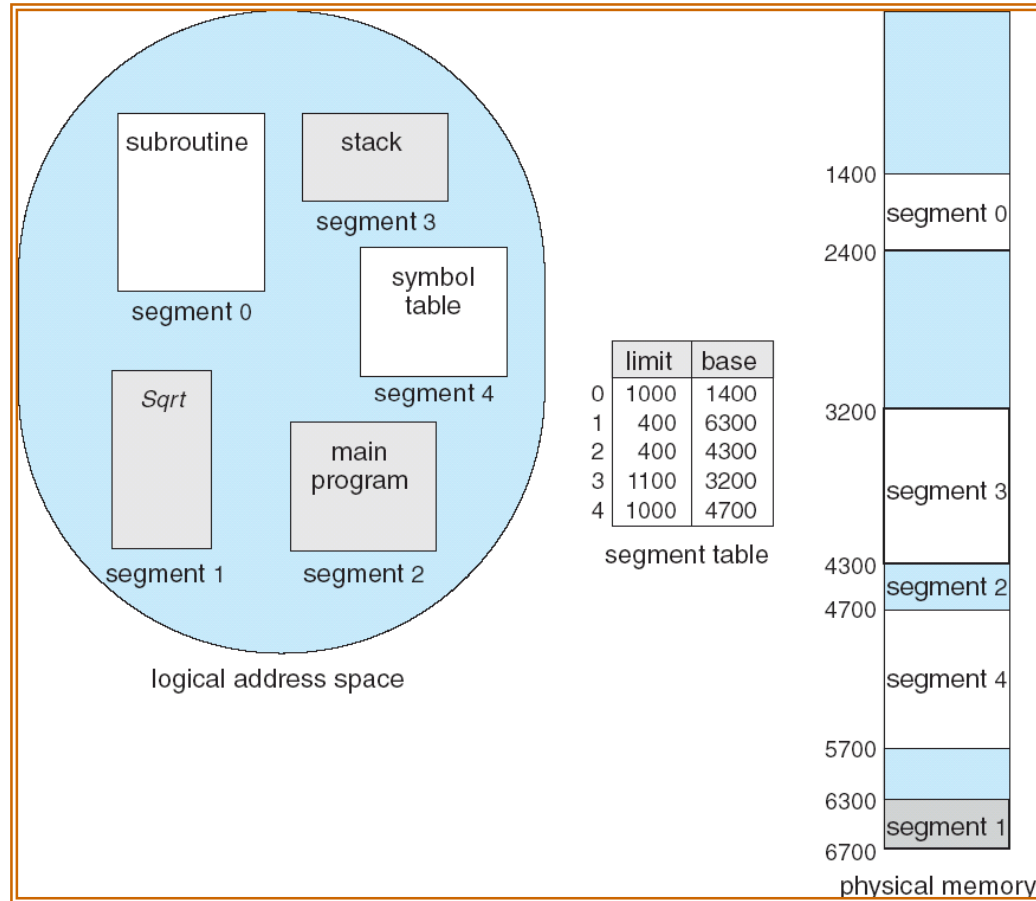 subroutine
segment 0
stack
segment 3
symbol
table
segment 4
Sqrt
segment 1
main
program
segment 2
logical address space
limit base
0 1000 1400
1 400 6300
2 400 4300
3 1100 3200
4 1000 4700
segment table
1400
segment 0
2400
3200
segment 3
4300
segment 2
4700
segment 4
5700
6300
segment 1
6700
physical memory